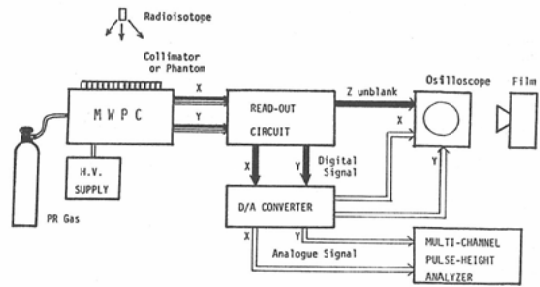 Radioisotope
Collimator
or Phantom
X
Z unblank
Osilloscope
Film
MWPC
READ-OUT
CIRCUIT
X
Y
Y
H.V.
SUPPLY
X
Y
Digital
Signal
PR Gas
D/A CONVERTER
X
Y
Analogue Signal
MULTI-CHANNEL
PULSE-HEIGHT
ANALYZER